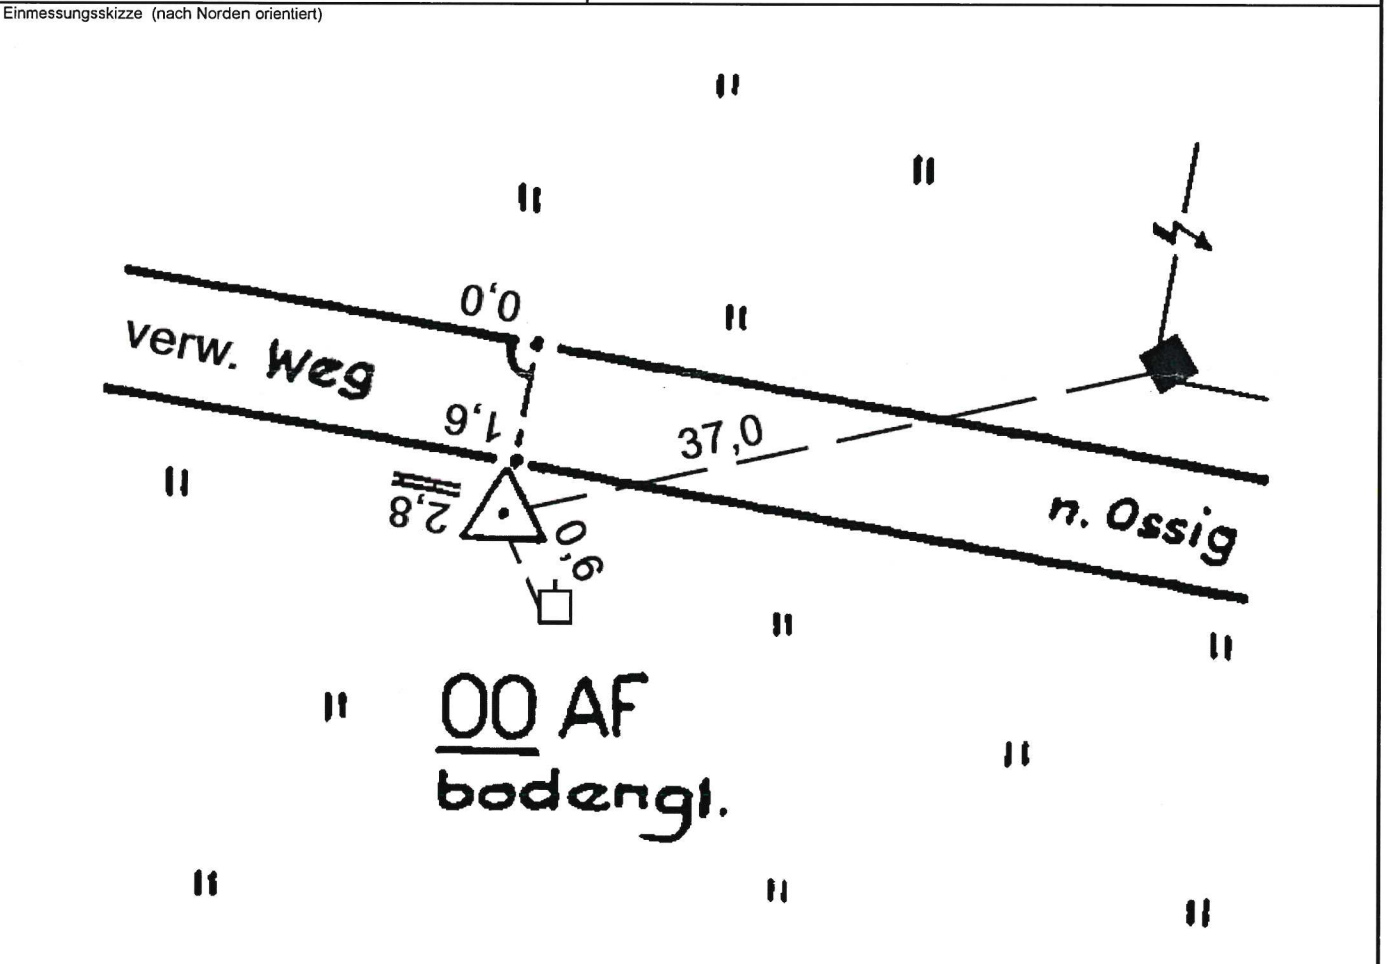 Einmessungsskizze (nach Norden orientiert)
0,0
verw. Weg
1,6
37,0
2,8
0,6
n. Ossig
00 AF
bodengl.